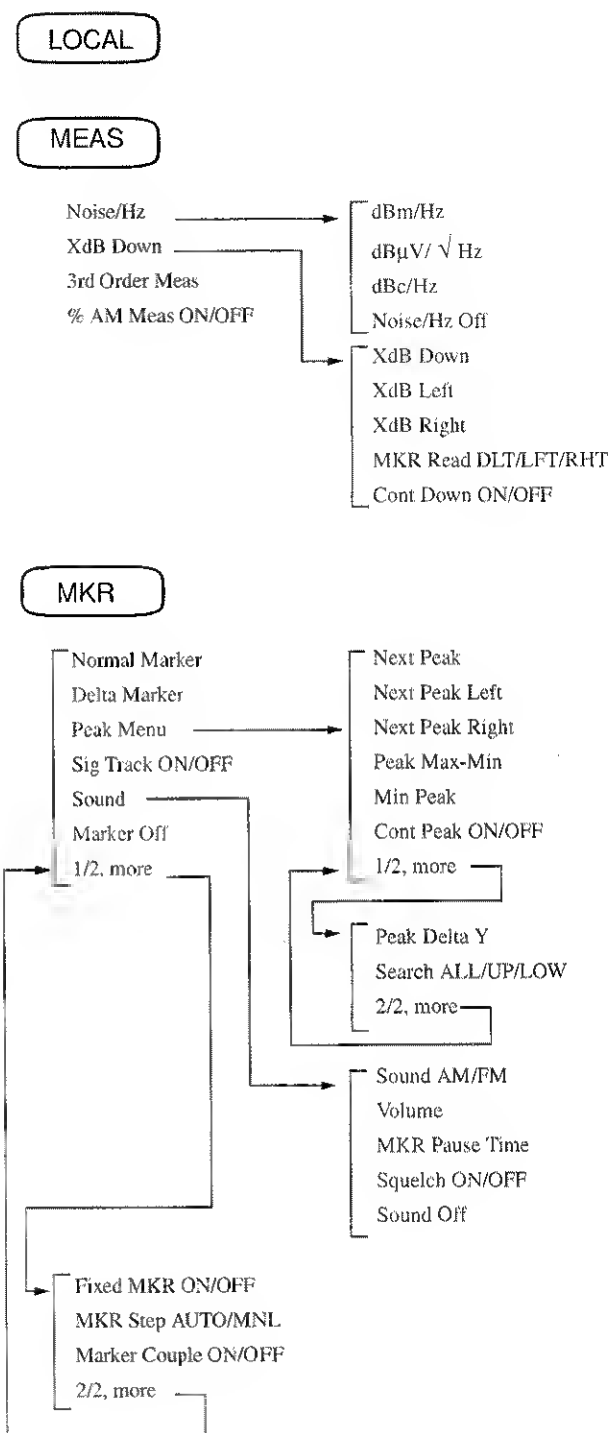 LOCAL
MEAS
Noise/Hz
XdB Down
3rd Order Meas
% AM Meas ON/OFF
dBm/Hz
dBμV/ √ Hz
dBc/Hz
Noise/Hz Off
XdB Down
XdB Left
XdB Right
MKR Read DLT/LFT/RHT
Cont Down ON/OFF
MKR
Normal Marker
Delta Marker
Peak Menu
Sig Track ON/OFF
Sound
Marker Off
1/2, more
Next Peak
Next Peak Left
Next Peak Right
Peak Max-Min
Min Peak
Cont Peak ON/OFF
1/2, more
Peak Delta Y
Search ALL/UP/LOW
2/2, more
Sound AM/FM
Volume
MKR Pause Time
Squelch ON/OFF
Sound Off
Fixed MKR ON/OFF
MKR Step AUTO/MNL
Marker Couple ON/OFF
2/2, more